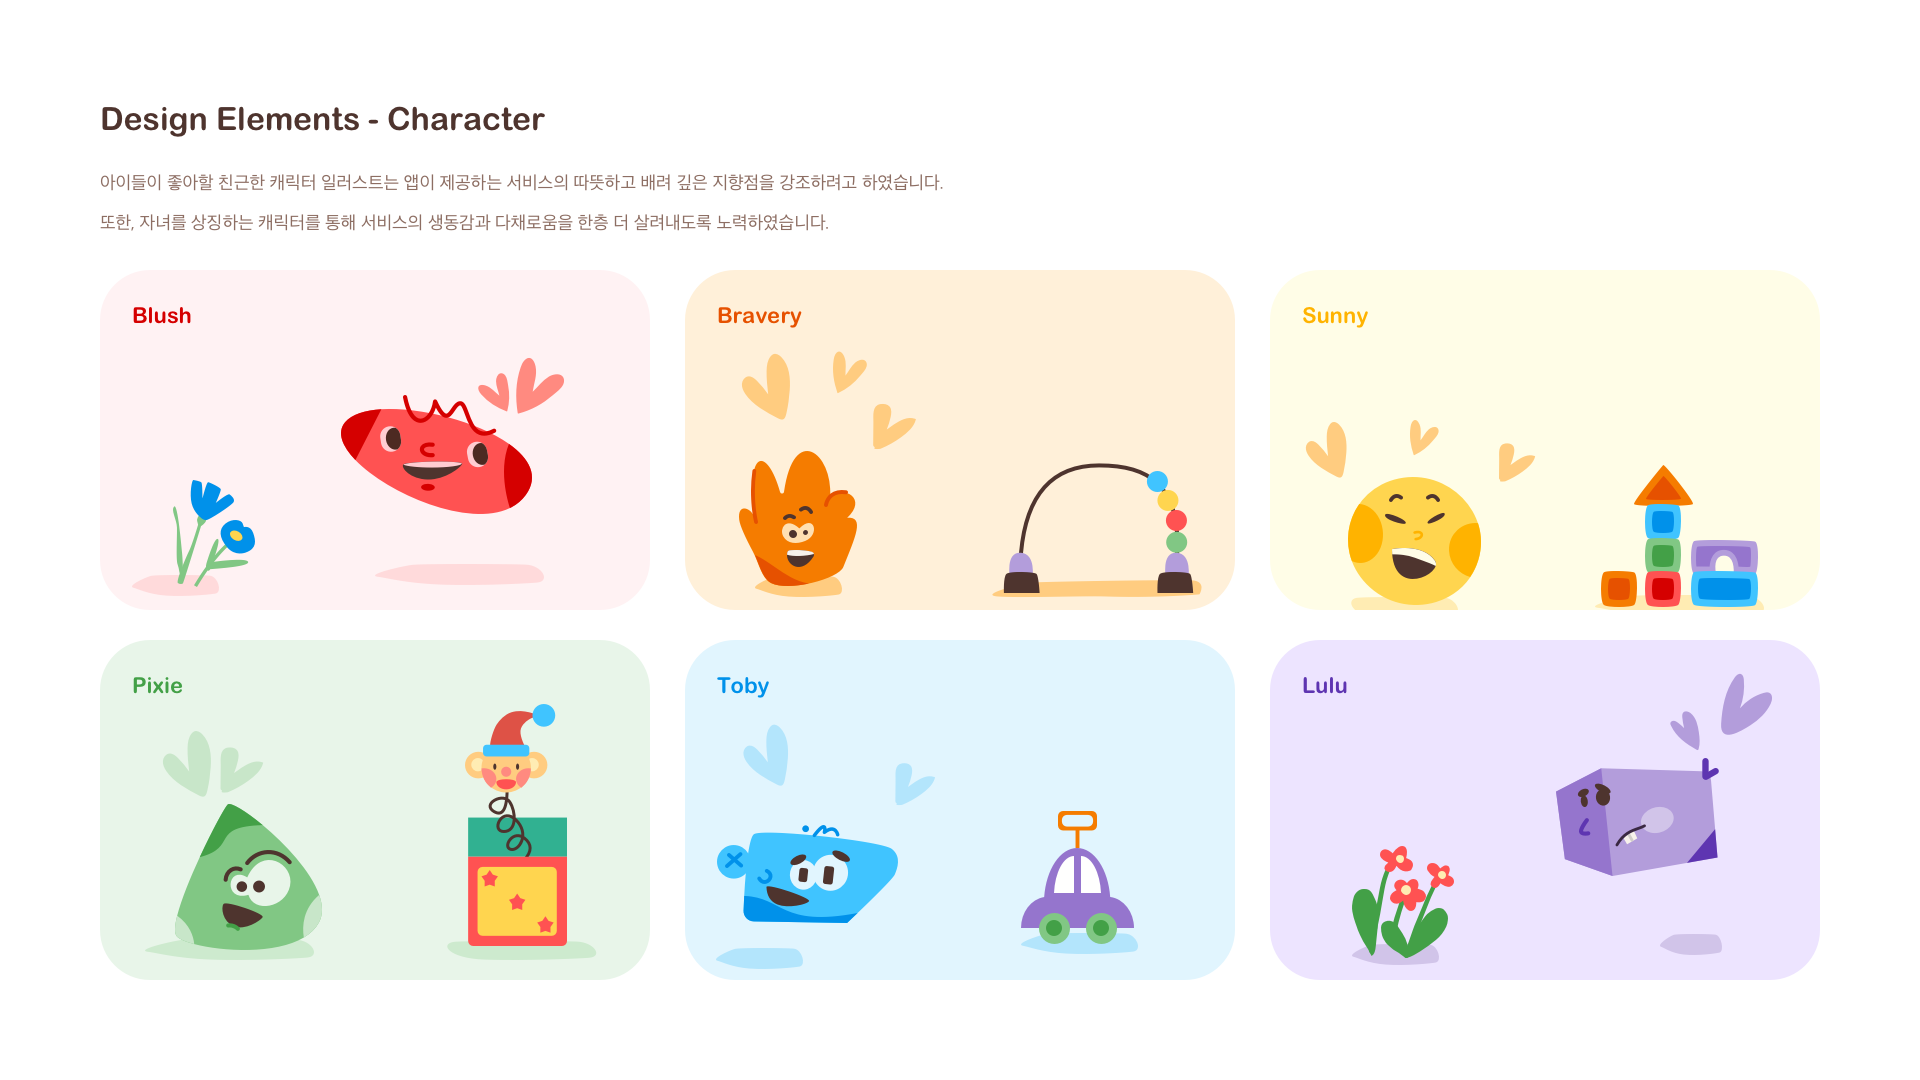 Design Elements - Character
아이들이 좋아할 친근한 캐릭터 일러스트는 앱이 제공하는 서비스의 따뜻하고 배려 깊은 지향점을 강조하려고 하였습니다.
또한, 자녀를 상징하는 캐릭터를 통해 서비스의 생동감과 다채로움을 한층 더 살려내도록 노력하였습니다.
Blush
Bravery
Sunny
Pixie
Toby
Lulu